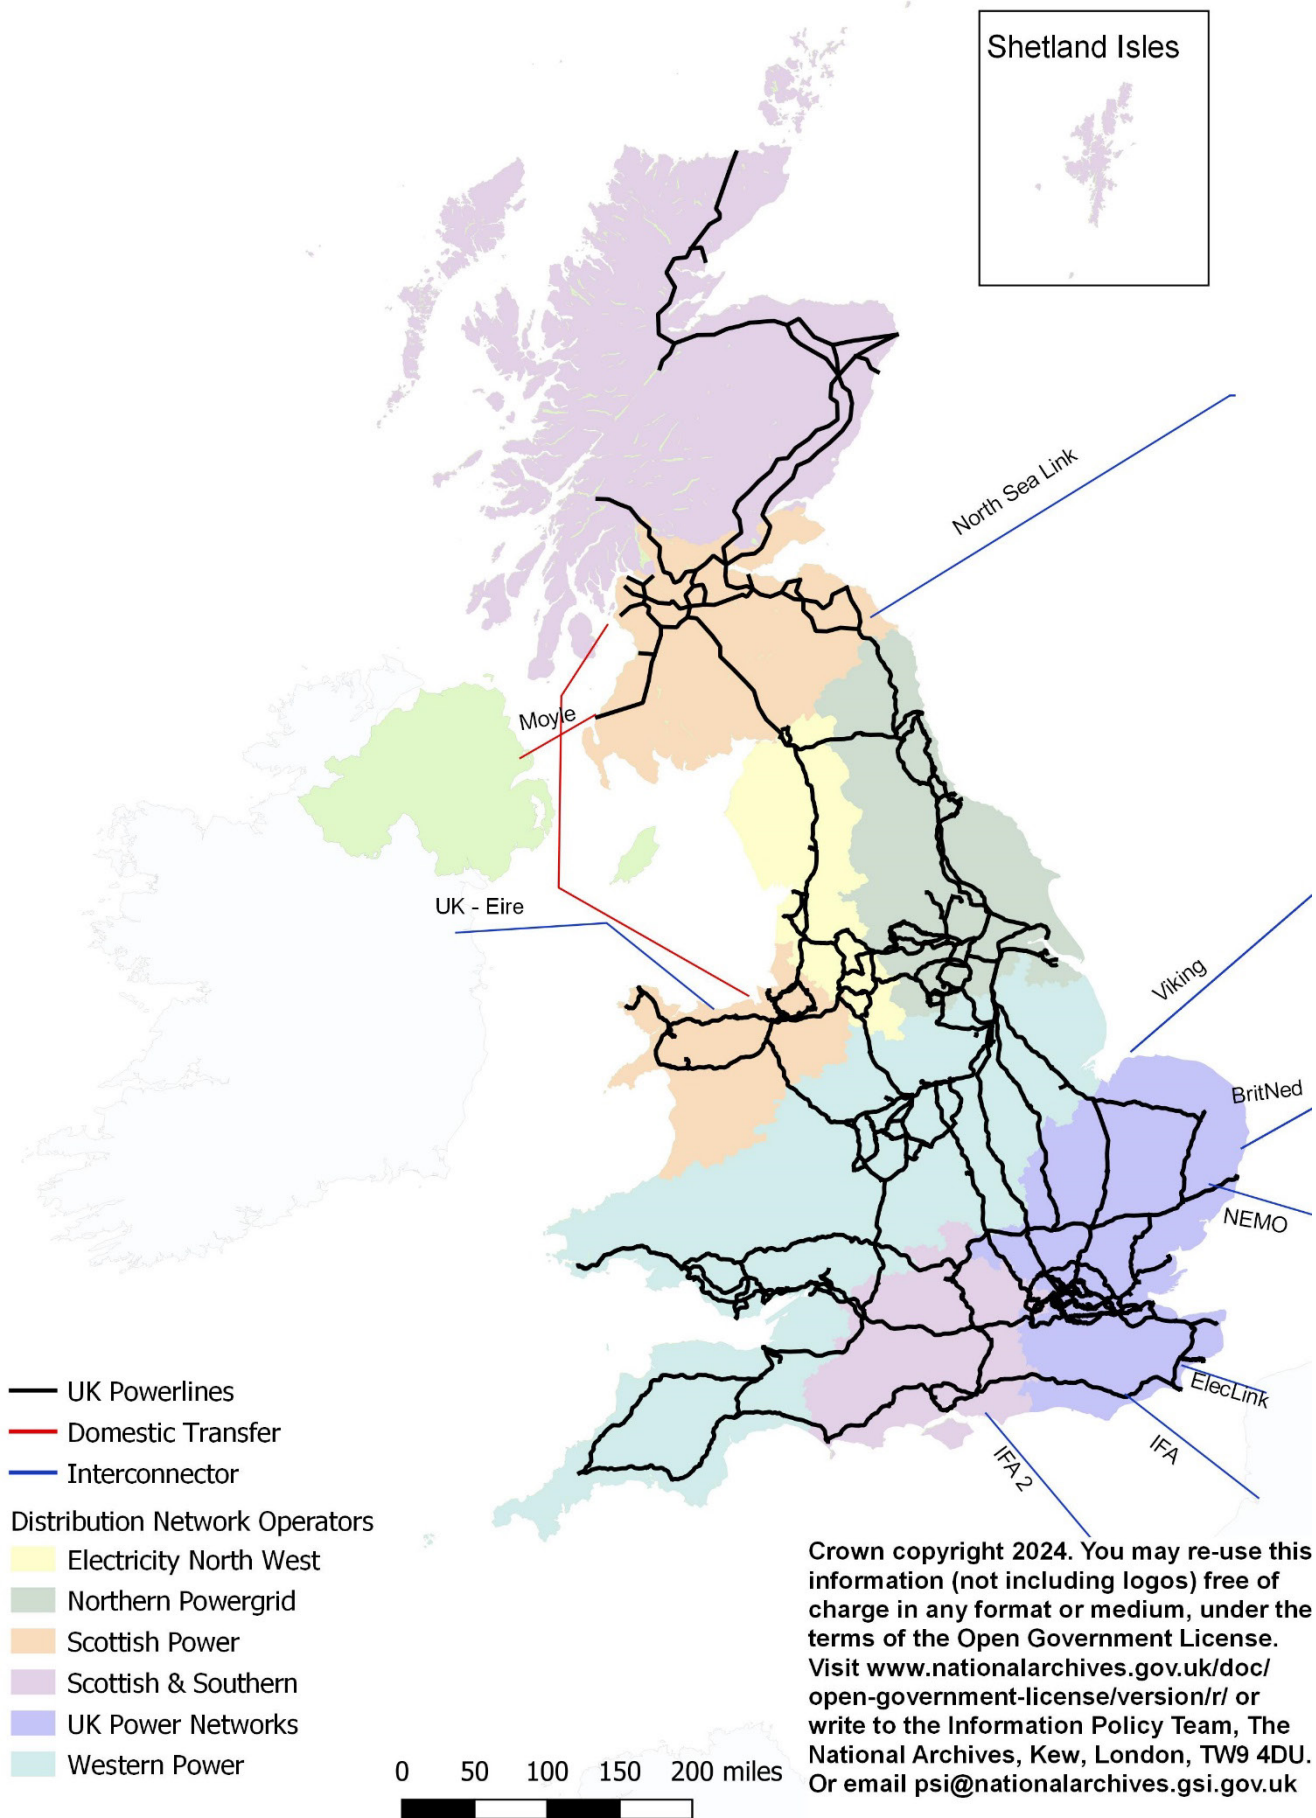 Shetland Isles
North Sea Link
Moyle
UK - Eire
Viking
BritNed
NEMO
ElecLink
IFA
IFA 2
UK Powerlines
Domestic Transfer
Interconnector
Distribution Network Operators
Electricity North West
Northern Powergrid
Scottish Power
Scottish & Southern
UK Power Networks
Western Power
0 50 100 150 200 miles
Crown copyright 2024. You may re-use this
information (not including logos) free of
charge in any format or medium, under the
terms of the Open Government License.
Visit www.nationalarchives.gov.uk/doc/
open-government-license/version/r/ or
write to the Information Policy Team, The
National Archives, Kew, London, TW9 4DU.
Or email psi@nationalarchives.gsi.gov.uk